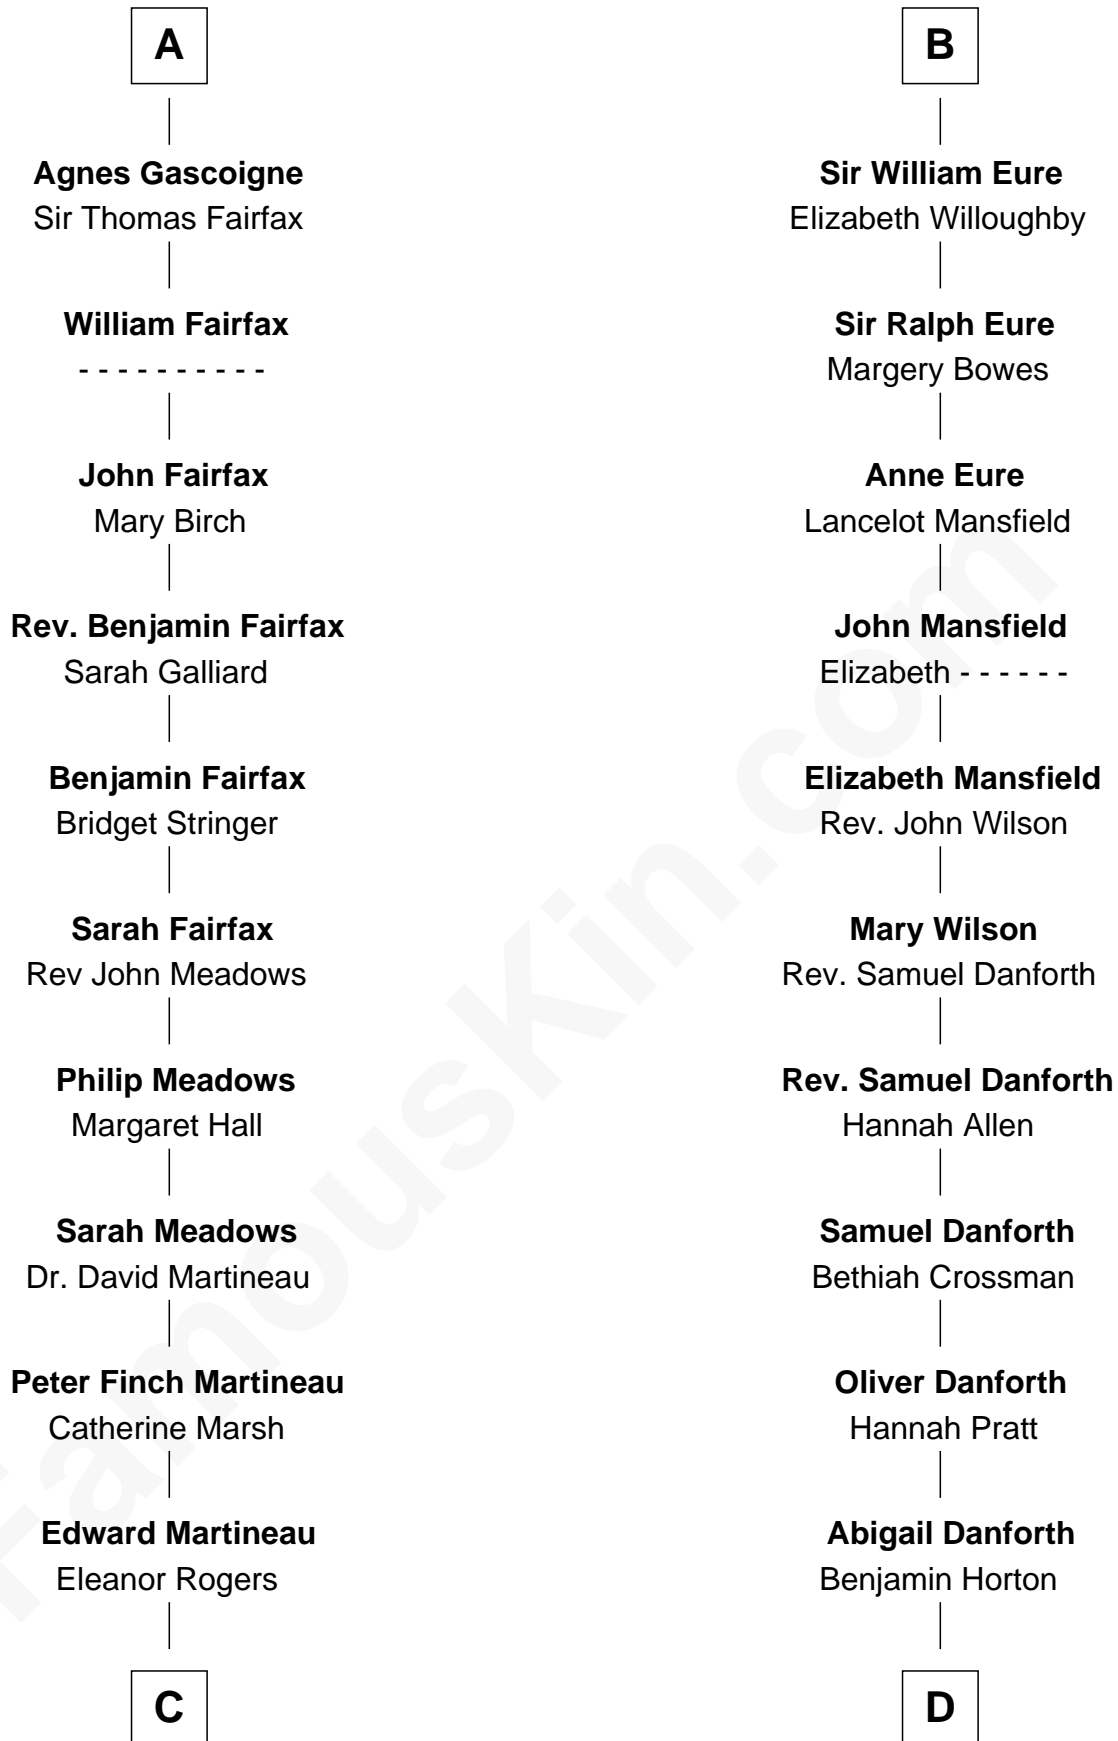 A
Agnes Gascoigne
Sir Thomas Fairfax
William Fairfax
- - - - - - - - - -
John Fairfax
Mary Birch
Rev. Benjamin Fairfax
Sarah Galliard
Benjamin Fairfax
Bridget Stringer
Sarah Fairfax
Rev John Meadows
Philip Meadows
Margaret Hall
Sarah Meadows
Dr. David Martineau
Peter Finch Martineau
Catherine Marsh
Edward Martineau
Eleanor Rogers
C
B
Sir William Eure
Elizabeth Willoughby
Sir Ralph Eure
Margery Bowes
Anne Eure
Lancelot Mansfield
John Mansfield
Elizabeth - - - - - -
Elizabeth Mansfield
Rev. John Wilson
Mary Wilson
Rev. Samuel Danforth
Rev. Samuel Danforth
Hannah Allen
Samuel Danforth
Bethiah Crossman
Oliver Danforth
Hannah Pratt
Abigail Danforth
Benjamin Horton
D
FamousKin.com